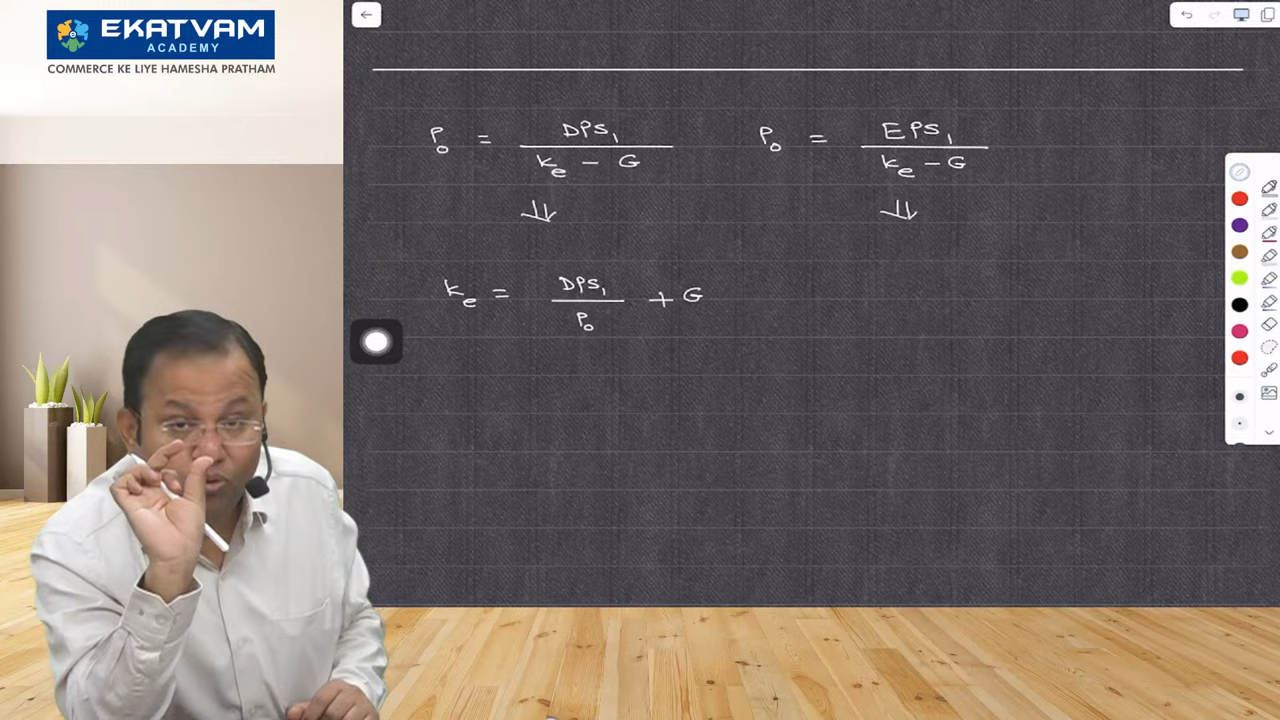 EKATVAM
ACADEMY
COMMERCE KE LIYE HAMESHA PRATHAM
P₀ = DPS₁ / (kₑ - G)
P₀ = EPS₁ / (kₑ - G)
kₑ = DPS₁ / P₀ + G